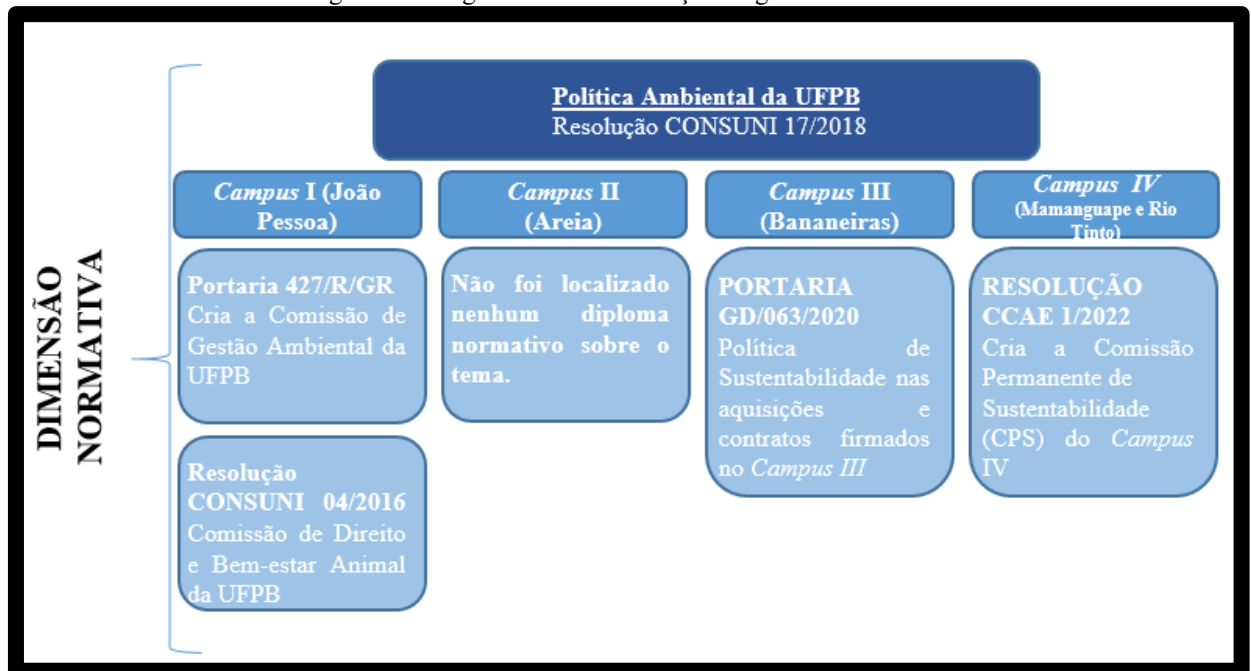 DIMENSÃO
NORMATIVA
Política Ambiental da UFPB
Resolução CONSUNI 17/2018
Campus I (João
Pessoa)
Portaria 427/R/GR
Cria a Comissão de
Gestão Ambiental da
UFPB
Resolução
CONSUNI 04/2016
Comissão de Direito
e Bem-estar Animal
da UFPB
Campus II
(Areia)
Não foi localizado
nenhum diploma
normativo sobre o
tema.
Campus III
(Bananeiras)
PORTARIA
GD/063/2020
Política de
Sustentabilidade nas
aquisições e
contratos firmados
no Campus III
Campus IV
(Mamanguape e Rio
Tinto)
RESOLUÇÃO
CCAE 1/2022
Cria a Comissão
Permanente de
Sustentabilidade
(CPS) do Campus
IV